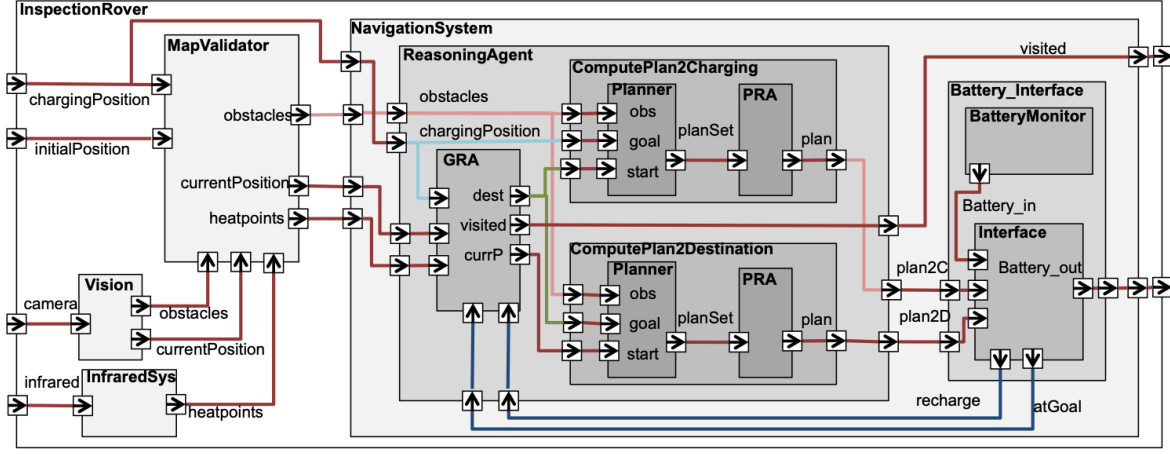 InspectionRover
NavigationSystem
MapValidator
ReasoningAgent
visited
ComputePlan2Charging
Planner
PRA
Battery_Interface
chargingPosition
obstacles
obstacles
obs
BatteryMonitor
initialPosition
chargingPosition
goal
planSet
plan
GRA
start
currentPosition
dest
Battery_in
heatpoints
visited
Interface
currP
ComputePlan2Destination
Planner
PRA
plan2C
Battery_out
Vision
camera
obs
obstacles
goal
planSet
plan
plan2D
currentPosition
start
InfraredSys
infrared
heatpoints
recharge
atGoal